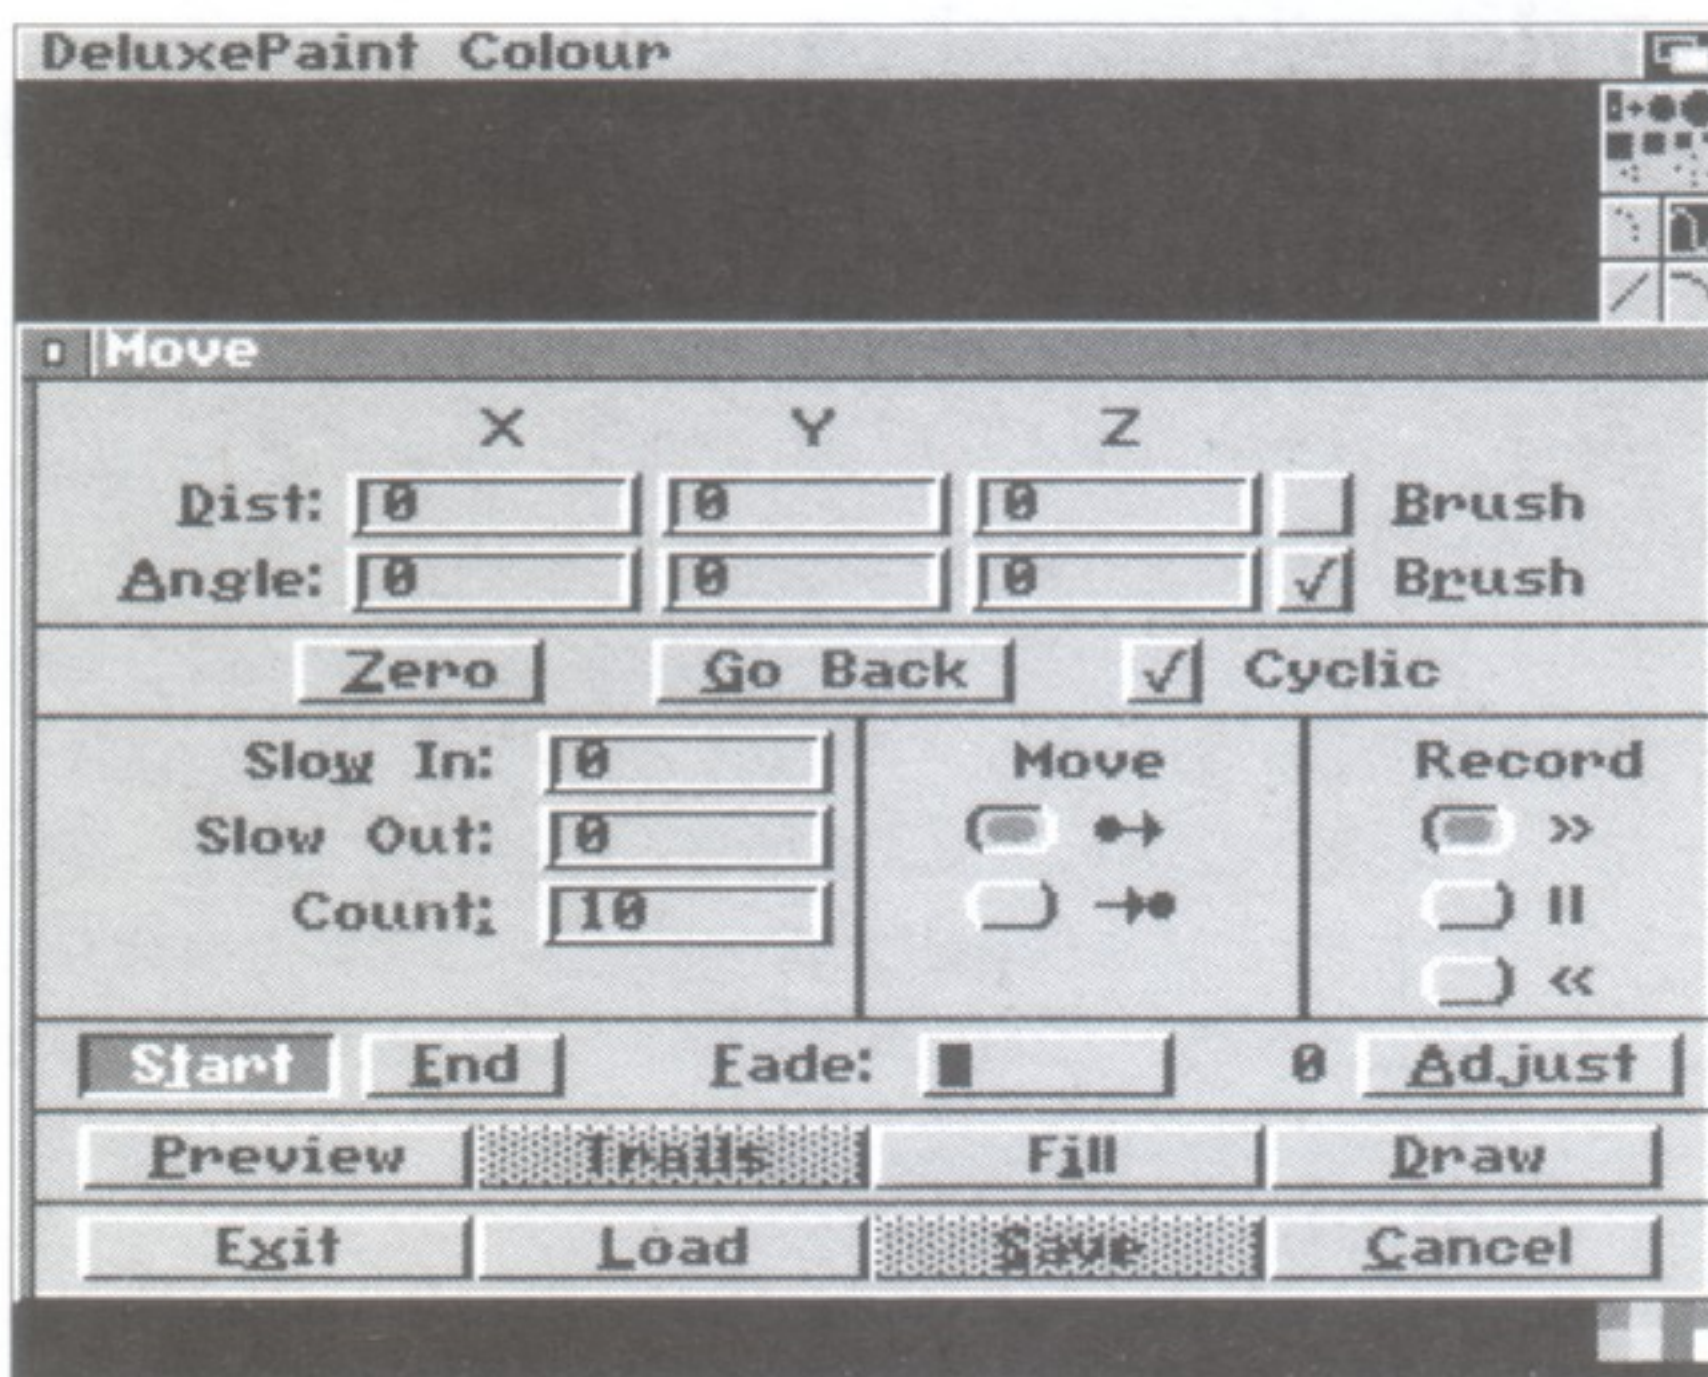 DeluxePaint Colour
Move
X Y Z
Dist: 0 0 0 Brush
Angle: 0 0 0 √ Brush
Zero Go Back √ Cyclic
Slow In: 0 Move Record
Slow Out: 0 »
Count: 10 II
«
Start End Fade: 0 Adjust
Preview Trails Fill Draw
Exit Load Save Cancel